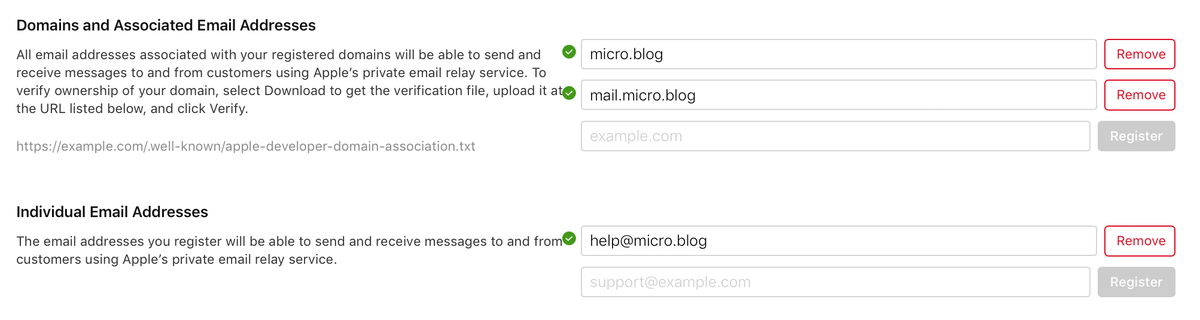 Domains and Associated Email Addresses
All email addresses associated with your registered domains will be able to send and
receive messages to and from customers using Apple's private email relay service. To
verify ownership of your domain, select Download to get the verification file, upload it at
the URL listed below, and click Verify.
https://example.com/.well-known/apple-developer-domain-association.txt
micro.blog
Remove
mail.micro.blog
Remove
example.com
Register
Individual Email Addresses
The email addresses you register will be able to send and receive messages to and from
customers using Apple's private email relay service.
help@micro.blog
Remove
support@example.com
Register